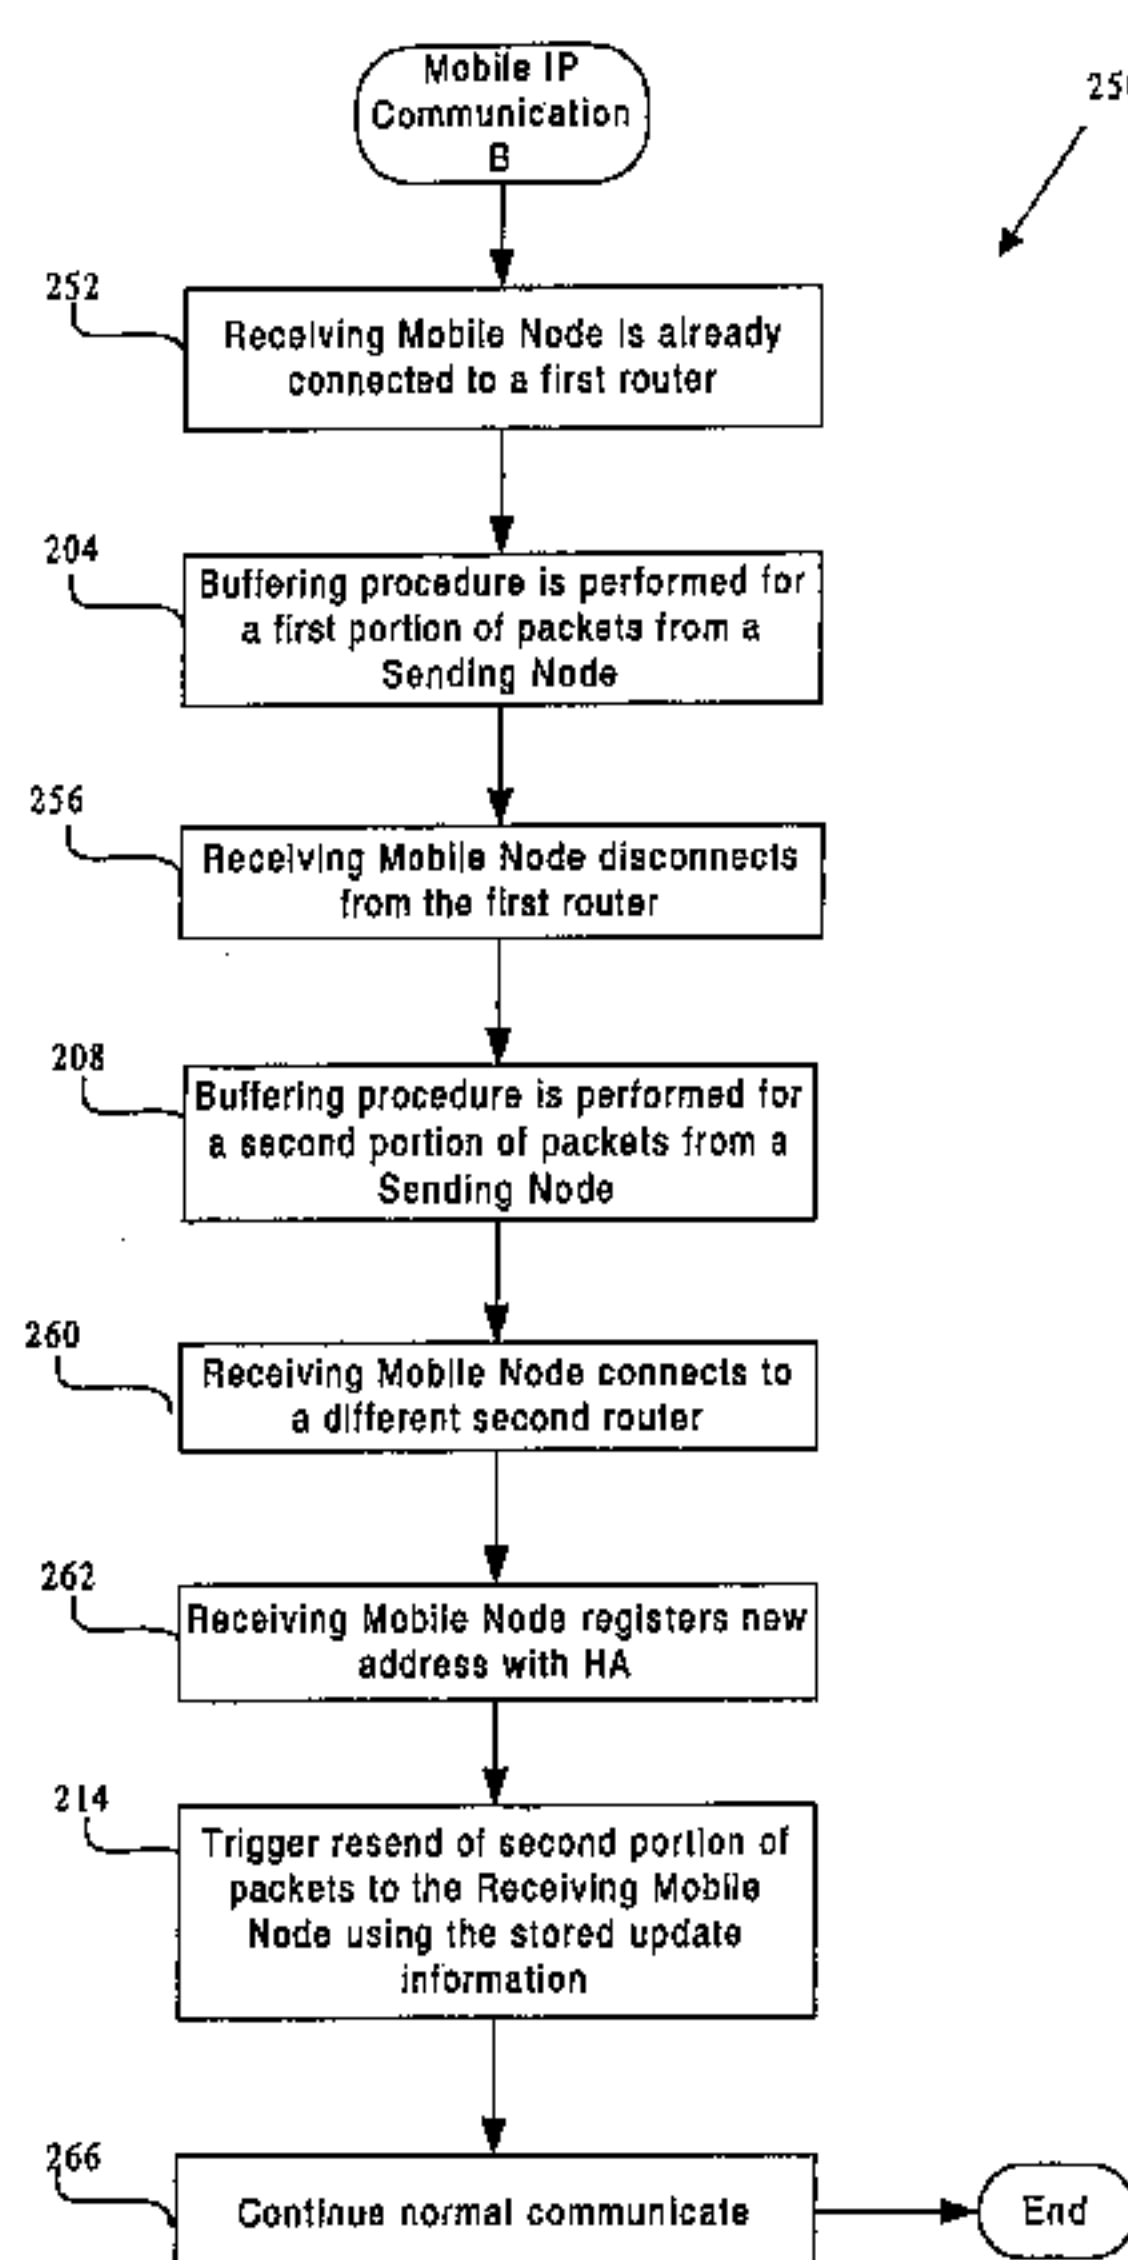 Mobile IP
Communication
B
252
Receiving Mobile Node is already
connected to a first router
204
Buffering procedure is performed for
a first portion of packets from a
Sending Node
256
Receiving Mobile Node disconnects
from the first router
208
Buffering procedure is performed for
a second portion of packets from a
Sending Node
260
Receiving Mobile Node connects to
a different second router
262
Receiving Mobile Node registers new
address with HA
214
Trigger resend of second portion of
packets to the Receiving Mobile
Node using the stored update
information
266
Continue normal communicate
End